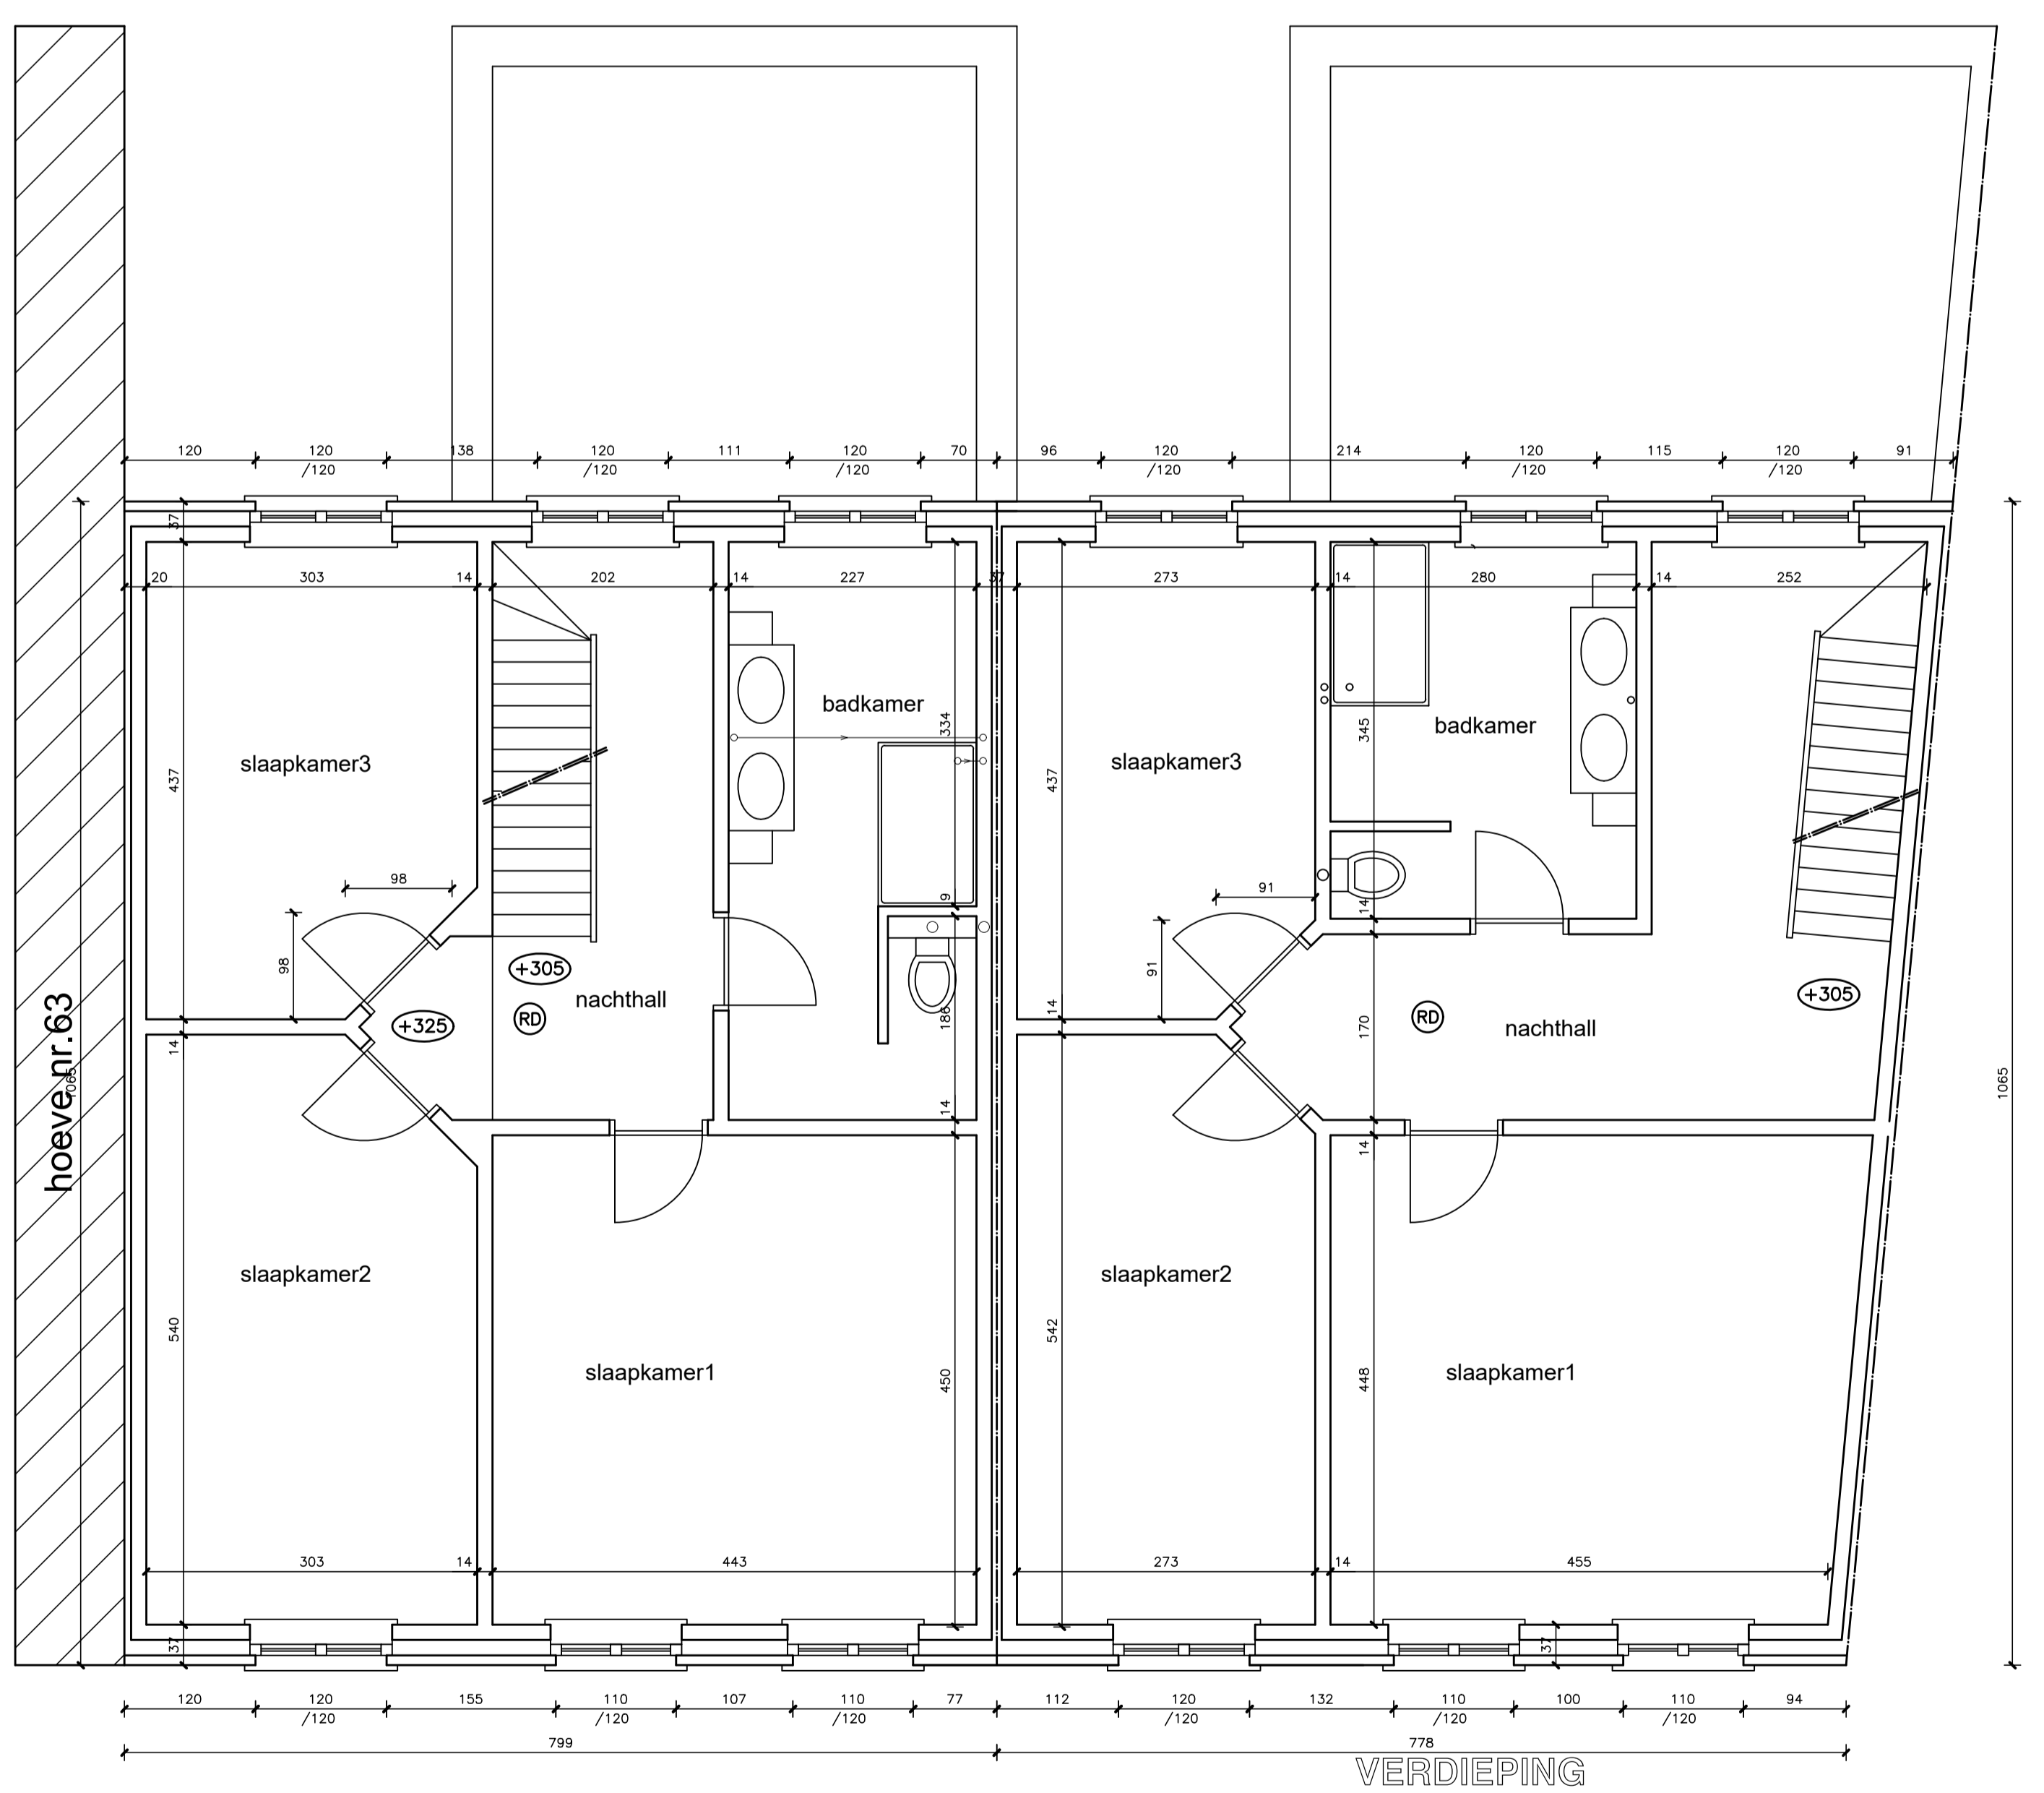 120 120 138 120 111 120 70 96 120 214 120 115 120 91
/120 /120 /120 /120 /120 /120
37
20 303 14 202 14 227 37 273 14 280 14 252
badkamer
334
badkamer
345
slaapkamer3
437
slaapkamer3
437
98
91
9
14
98
91
+305
+305
nachthall
RD
+325
186
14
RD
170
nachthall
14
hoeve nr.63
1065
1065
14
14
slaapkamer2
slaapkamer2
540
542
slaapkamer1
450
448
slaapkamer1
303 14 443 273 14 455
37
37
120 120 155 110 107 110 77 112 120 132 110 100 110 94
/120 /120 /120 /120 /120 /120
799 778
VERDIEPING